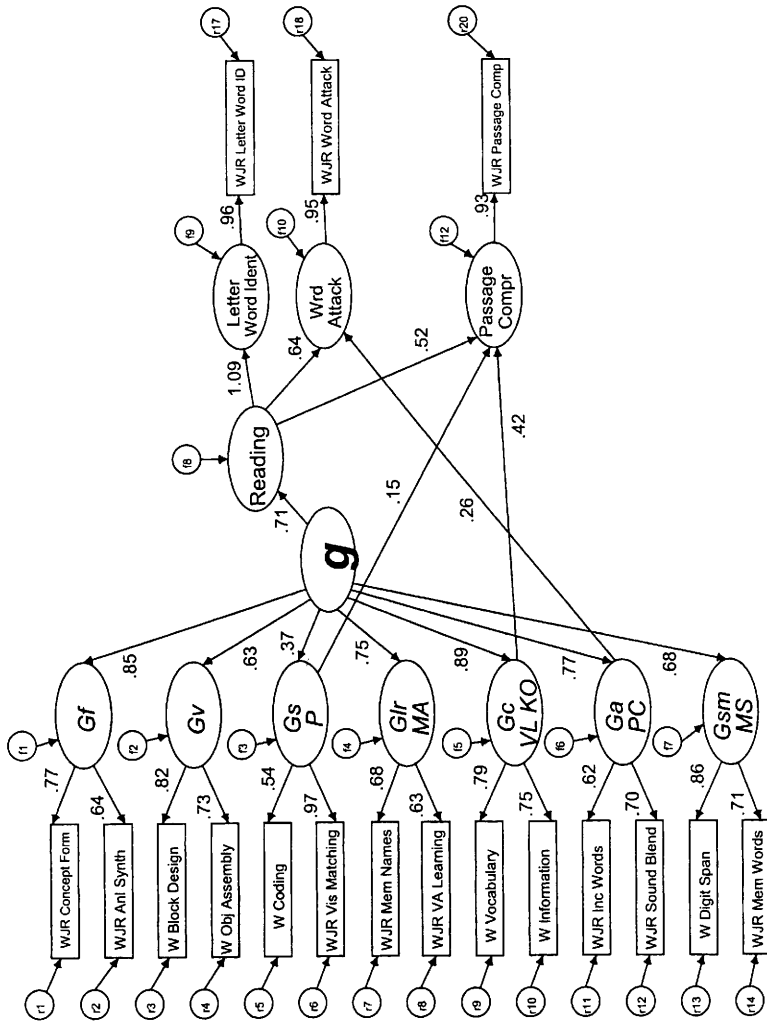 r1
WJR Concept Form
.77
f1
Gf
.85
r2
WJR Anl Synth
.64
r3
W Block Design
.82
f2
Gv
.63
r4
W Obj Assembly
.73
r5
W Coding
.54
f3
Gs
P
.37
r6
WJR Vis Matching
.97
r7
WJR Mem Names
.68
f4
Glr
MA
.75
r8
WJR VA Learning
.63
r9
W Vocabulary
.79
f5
Gc
VL KO
.89
r10
W Information
.75
r11
WJR Inc Words
.62
f6
Ga
PC
.77
r12
WJR Sound Blend
.70
r13
W Digit Span
.86
f7
Gsm
MS
.68
r14
WJR Mem Words
.71
g
.71
f8
Reading
1.09
.64
.52
.15
.42
.26
f9
Letter
Word Ident
.96
WJR Letter Word ID
r17
f10
Wrd
Attack
.95
WJR Word Attack
r18
f12
Passage
Compr
.93
WJR Passage Comp
r20